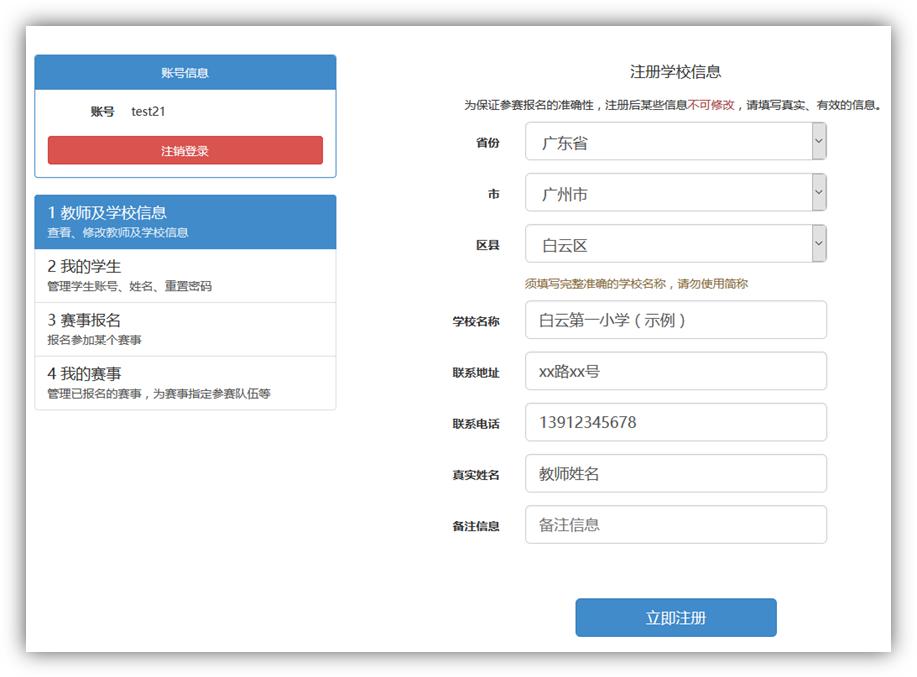 账号信息
账号 test21
注销登录
1 教师及学校信息
查看、修改教师及学校信息
2 我的学生
管理学生账号、姓名、重置密码
3 赛事报名
报名参加某个赛事
4 我的赛事
管理已报名的赛事，为赛事指定参赛队伍等
注册学校信息
为保证参赛报名的准确性，注册后某些信息不可修改，请填写真实、有效的信息。
省份 广东省
市 广州市
区县 白云区
须填写完整准确的学校名称，请勿使用简称
学校名称 白云第一小学（示例）
联系地址 xx路xx号
联系电话 13912345678
真实姓名 教师姓名
备注信息 备注信息
立即注册